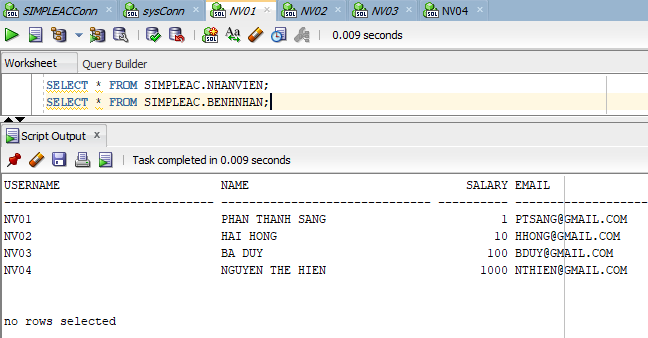 SIMPLEACConn sysConn NV01 NV02 NV03 NV04
0.009 seconds
Worksheet Query Builder
SELECT * FROM SIMPLEAC.NHANVIEN;
SELECT * FROM SIMPLEAC.BENHNHAN;
Script Output x
Task completed in 0.009 seconds
USERNAME NAME SALARY EMAIL
NV01 PHAN THANH SANG 1 PTSANG@GMAIL.COM
NV02 HAI HONG 10 HHONG@GMAIL.COM
NV03 BA DUY 100 BDUY@GMAIL.COM
NV04 NGUYEN THE HIEN 1000 NTHIEN@GMAIL.COM
no rows selected